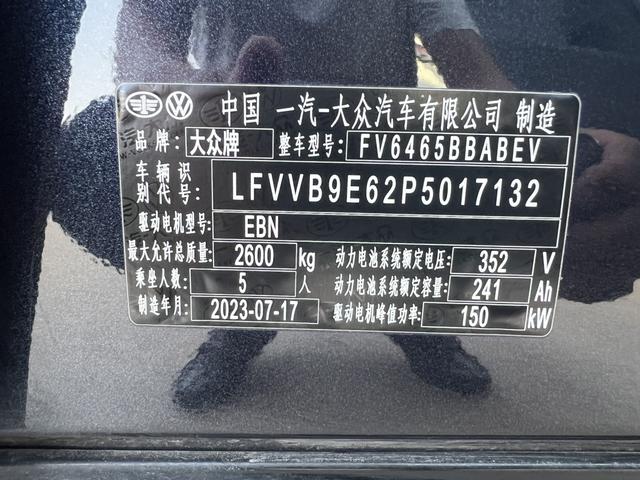 中国 一汽-大众汽车有限公司 制造
品牌: 大众牌 整车型号: FV6465BBABEV
车辆识别代号: LFVVB9E62P5017132
驱动电机型号: EBN
最大允许总质量: 2600 kg 动力电池系统额定电压: 352 V
乘坐人数: 5 人 动力电池系统额定容量: 241 Ah
制造年月: 2023-07-17 驱动电机峰值功率: 150 kW